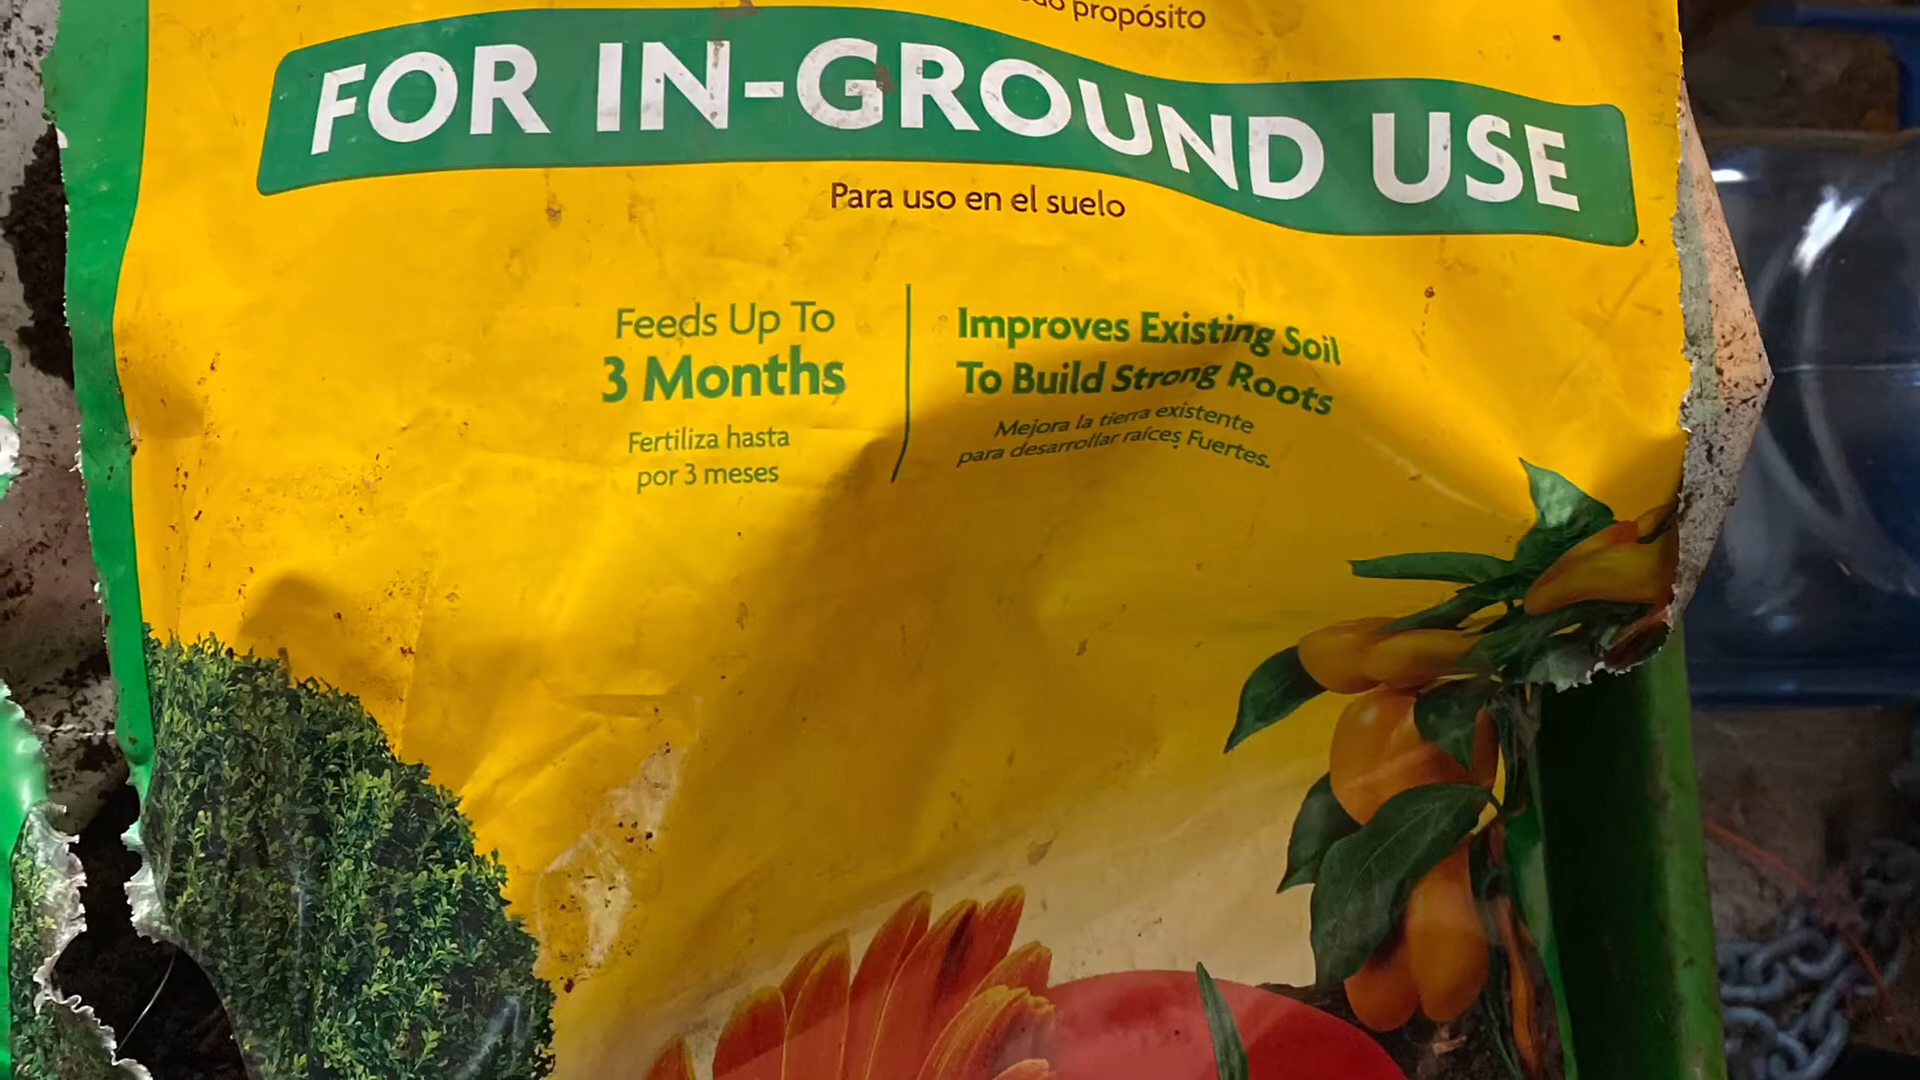 propósito
FOR IN-GROUND USE
Para uso en el suelo
Feeds Up To
3 Months
Fertiliza hasta
por 3 meses
Improves Existing Soil
To Build Strong Roots
Mejora la tierra existente
para desarrollar raíces Fuertes.